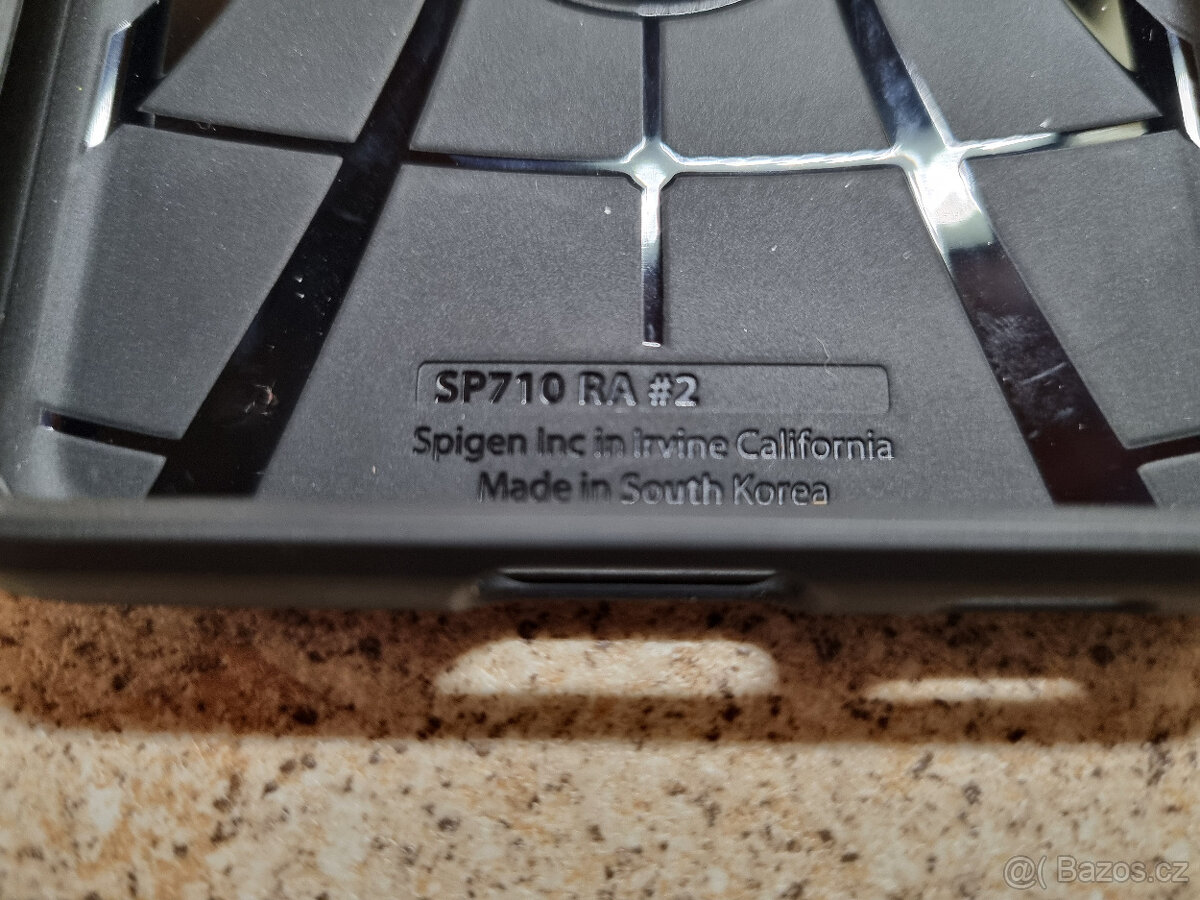 SP710 RA #2
Spigen Inc in Irvine California
Made in South Korea
@( Bazos.cz